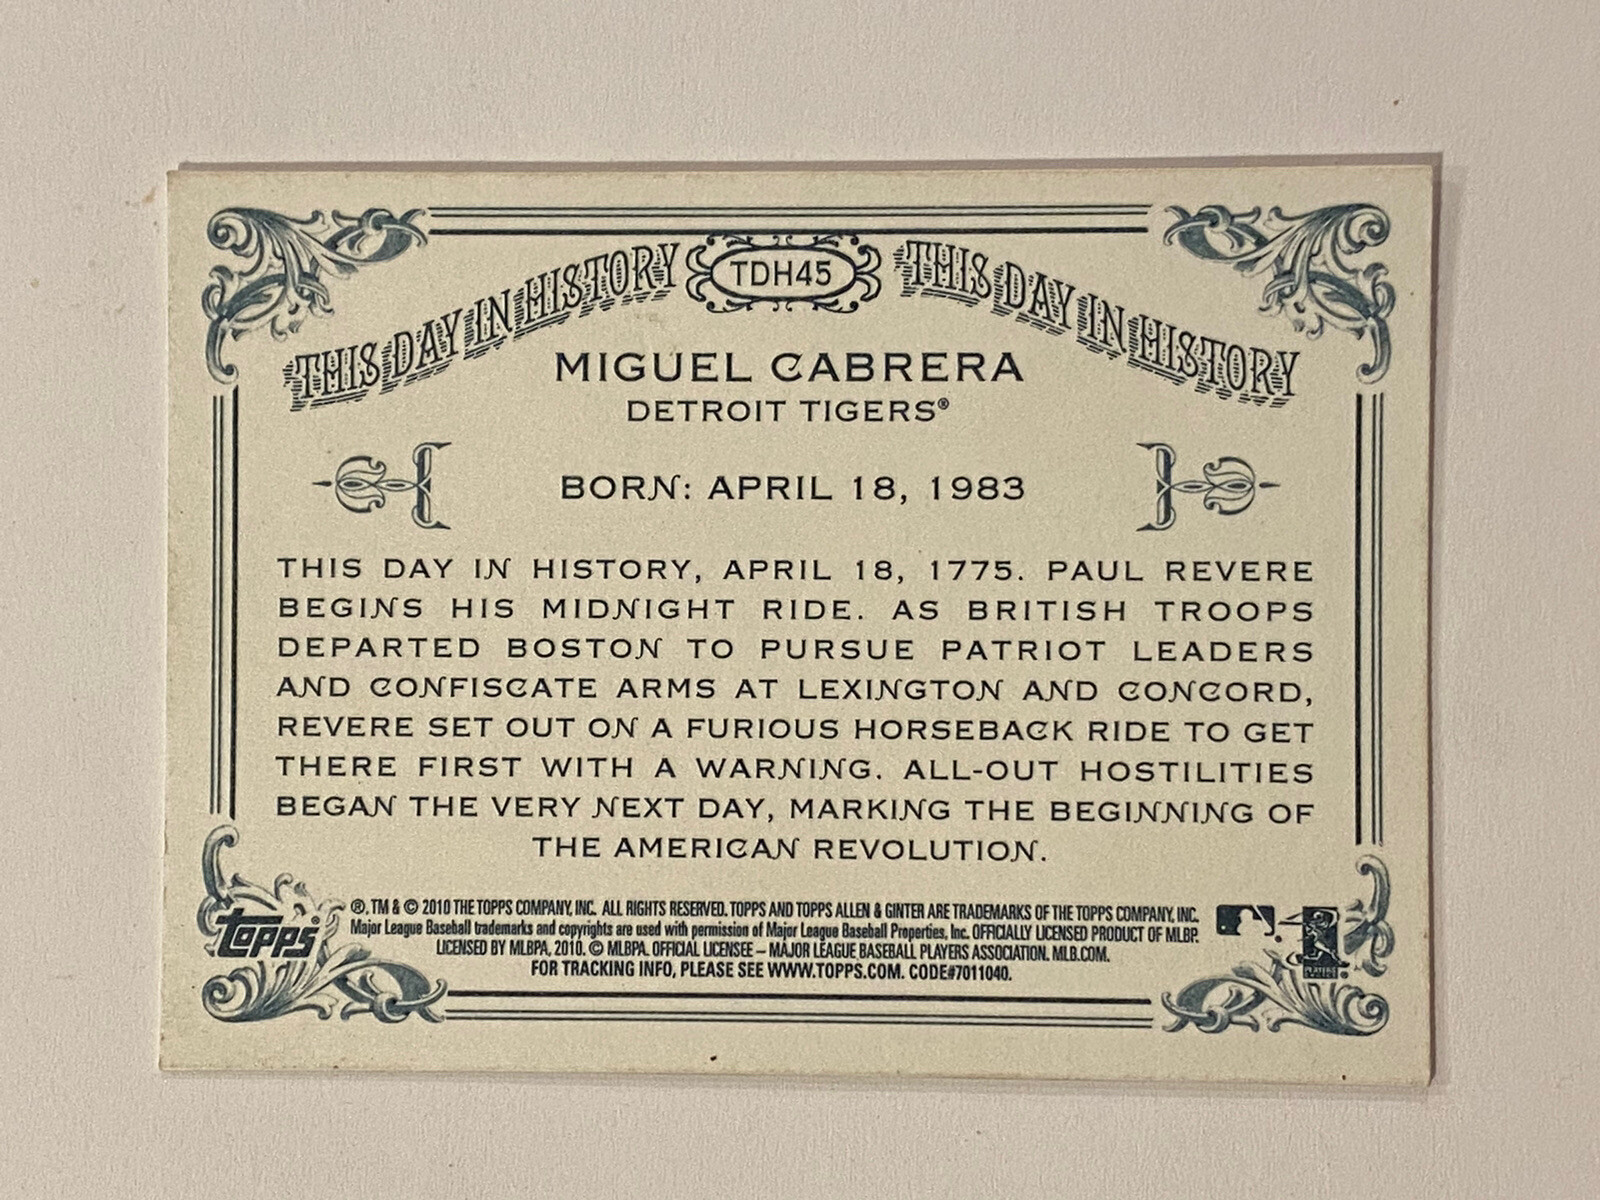 THIS DAY IN HISTORY TDH45 THIS DAY IN HISTORY
MIGUEL CABRERA
DETROIT TIGERS®
BORN: APRIL 18, 1983
THIS DAY IN HISTORY, APRIL 18, 1775. PAUL REVERE
BEGINS HIS MIDNIGHT RIDE. AS BRITISH TROOPS
DEPARTED BOSTON TO PURSUE PATRIOT LEADERS
AND CONFISCATE ARMS AT LEXINGTON AND CONCORD,
REVERE SET OUT ON A FURIOUS HORSEBACK RIDE TO GET
THERE FIRST WITH A WARNING. ALL-OUT HOSTILITIES
BEGAN THE VERY NEXT DAY, MARKING THE BEGINNING OF
THE AMERICAN REVOLUTION.
Topps®
®, TM & © 2010 THE TOPPS COMPANY, INC. ALL RIGHTS RESERVED. TOPPS AND TOPPS ALLEN & GINTER ARE TRADEMARKS OF THE TOPPS COMPANY, INC.
Major League Baseball trademarks and copyrights are used with permission of Major League Baseball Properties, Inc. OFFICIALLY LICENSED PRODUCT OF MLBP.
LICENSED BY MLBPA, 2010. © MLBPA. OFFICIAL LICENSEE – MAJOR LEAGUE BASEBALL PLAYERS ASSOCIATION. MLB.COM.
FOR TRACKING INFO, PLEASE SEE WWW.TOPPS.COM. CODE#7011040.